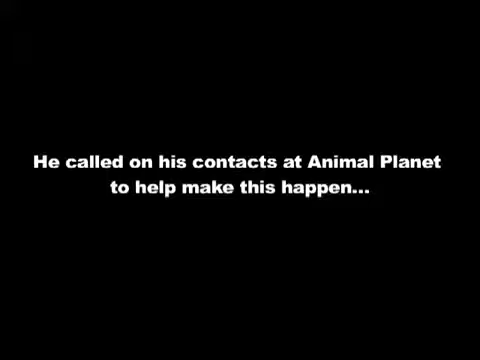 He called on his contacts at Animal Planet
to help make this happen...